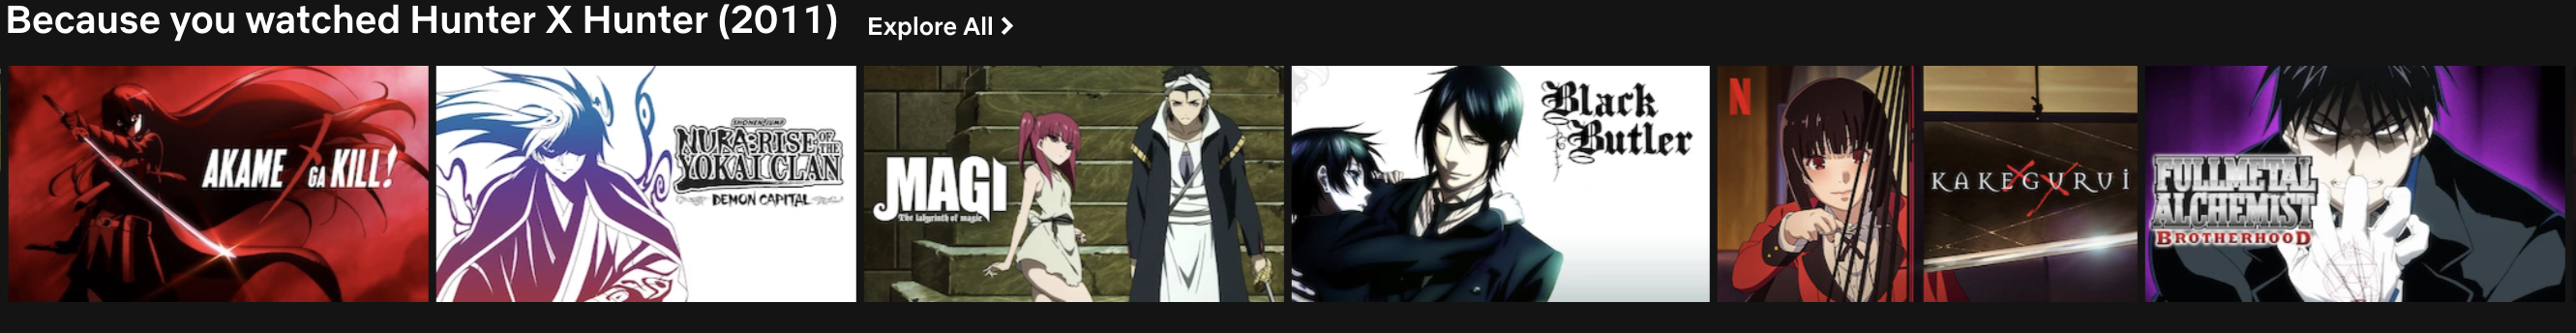 Because you watched Hunter X Hunter (2011)
Explore All >
AKAME GA KILL!
SHONEN JUMP
NURA: RISE OF THE
YOKAI CLAN
DEMON CAPITAL
MAGI
The labyrinth of magic
Black
Butler
N
KAKEGURUI
FULLMETAL
ALCHEMIST
BROTHERHOOD